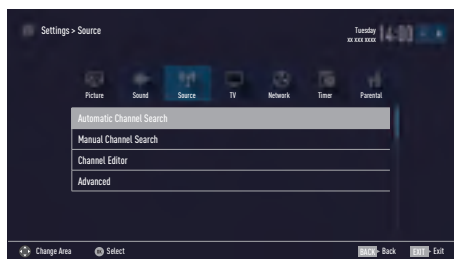 Settings > Source
Tuesday
xx xxx xxxx
14:00
Picture Sound Source TV Network Timer Parental
Automatic Channel Search
Manual Channel Search
Channel Editor
Advanced
Change Area
OK Select
BACK - Back
EXIT - Exit